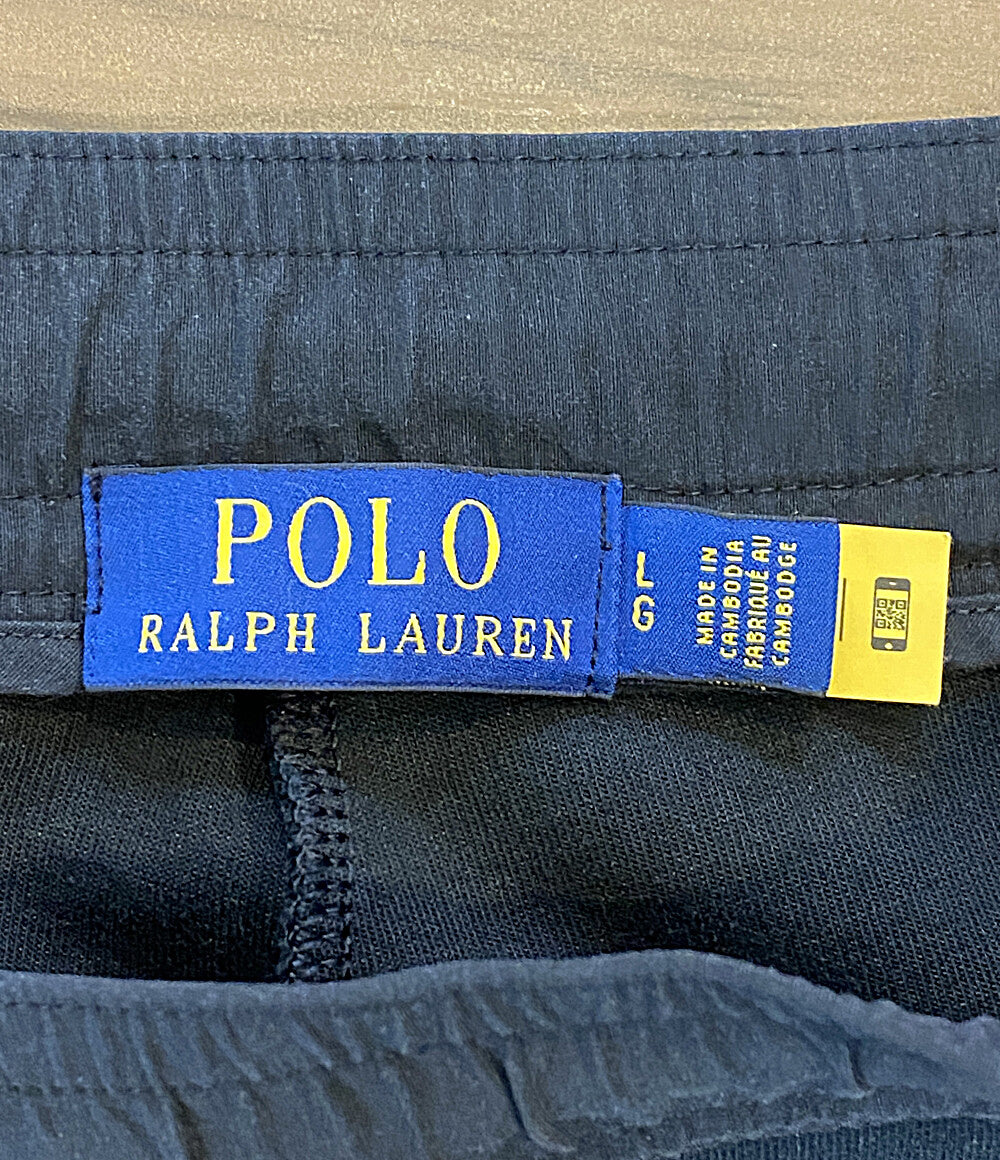 POLO
RALPH LAUREN
L
G
MADE IN
CAMBODIA
FABRIQUÉ AU
CAMBODGE